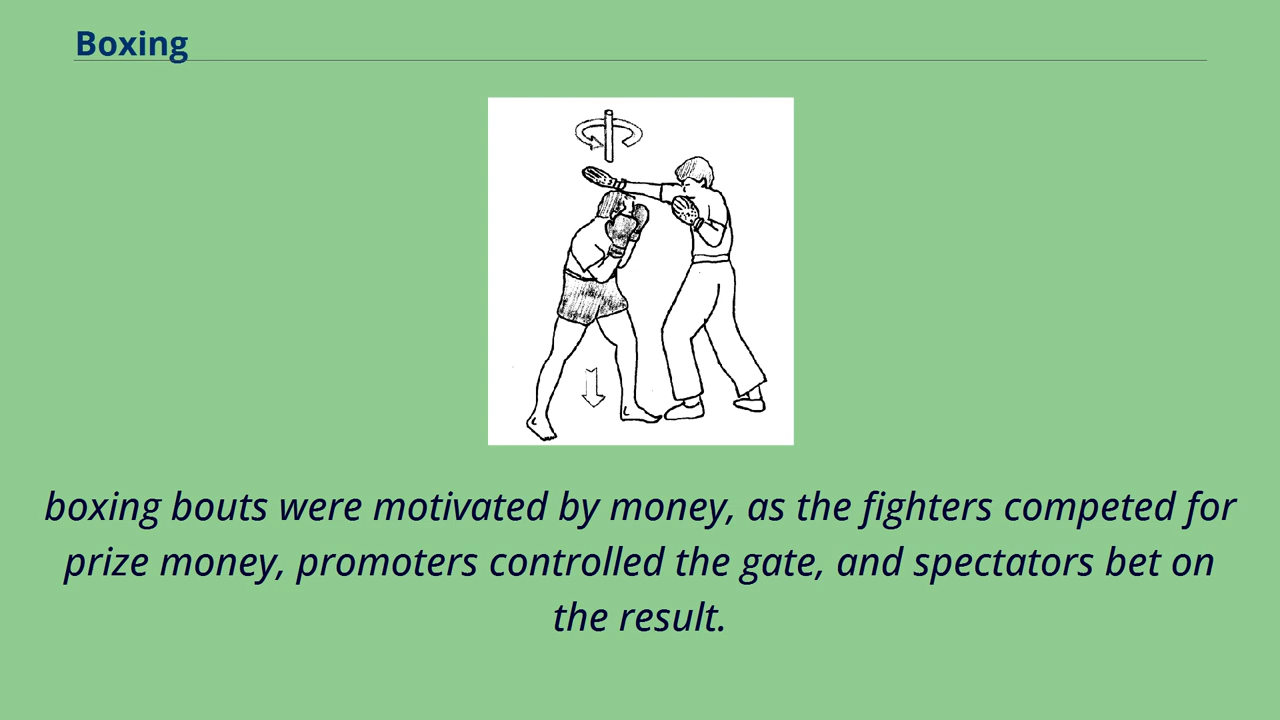 Boxing
boxing bouts were motivated by money, as the fighters competed for
prize money, promoters controlled the gate, and spectators bet on
the result.